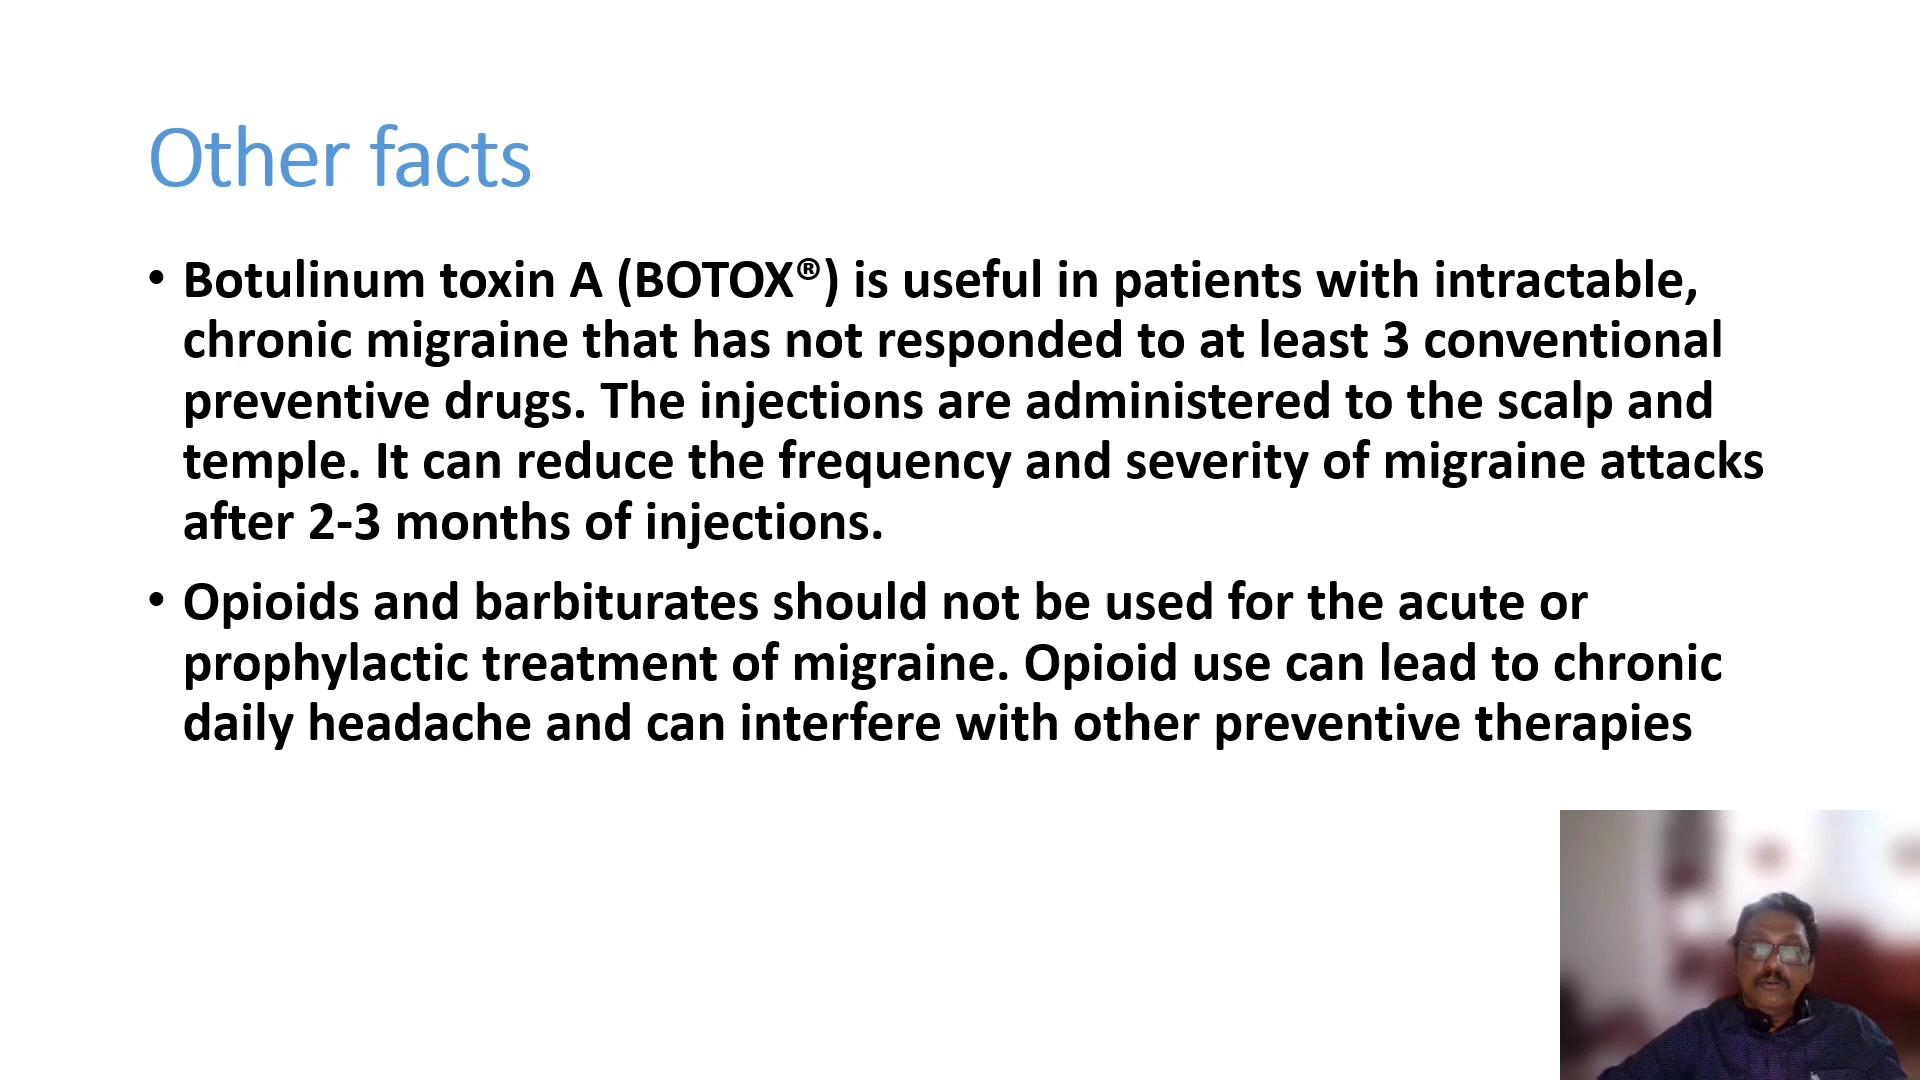 Other facts
• Botulinum toxin A (BOTOX®) is useful in patients with intractable,
chronic migraine that has not responded to at least 3 conventional
preventive drugs. The injections are administered to the scalp and
temple. It can reduce the frequency and severity of migraine attacks
after 2-3 months of injections.
• Opioids and barbiturates should not be used for the acute or
prophylactic treatment of migraine. Opioid use can lead to chronic
daily headache and can interfere with other preventive therapies